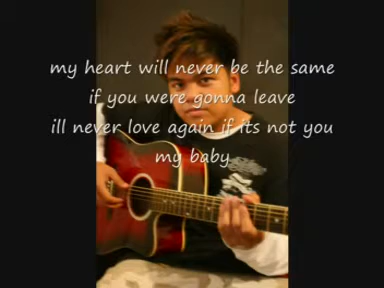 my heart will never be the same
if you were gonna leave
ill never love again if its not you
my baby